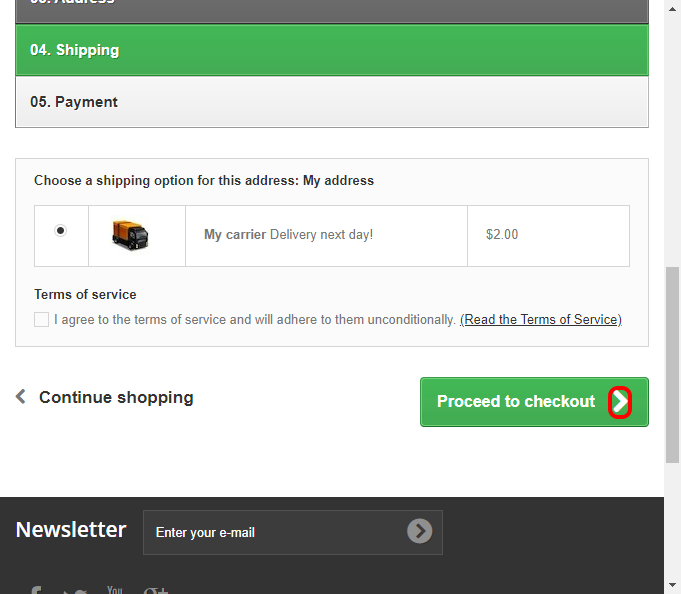 03. Address
04. Shipping
05. Payment
Choose a shipping option for this address: My address
My carrier Delivery next day!
$2.00
Terms of service
I agree to the terms of service and will adhere to them unconditionally. (Read the Terms of Service)
Continue shopping
Proceed to checkout
Newsletter
Enter your e-mail
You